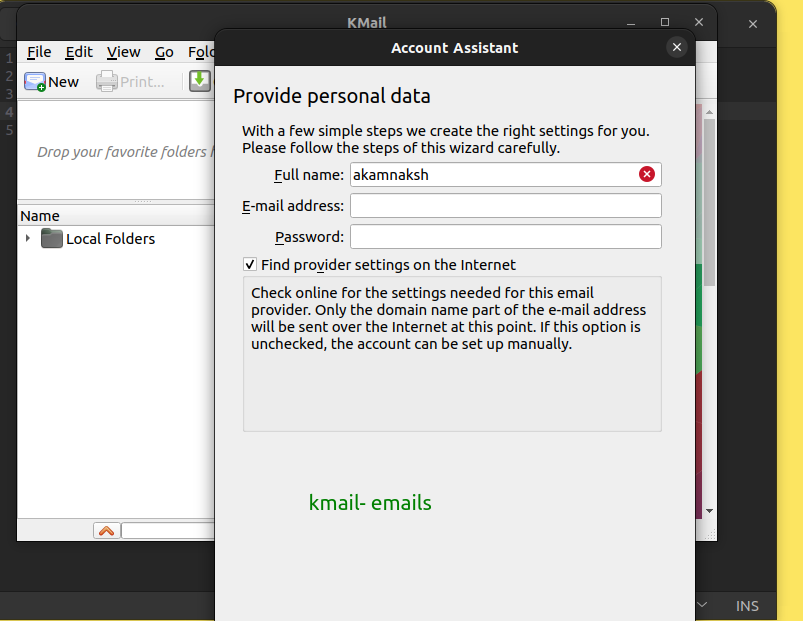 KMail
Account Assistant
1
2
3
4
5
File Edit View Go
New Print...
Drop your favorite folders
Name
Local Folders
Provide personal data
With a few simple steps we create the right settings for you.
Please follow the steps of this wizard carefully.
Full name: akamnaksh
E-mail address:
Password:
Find provider settings on the Internet
Check online for the settings needed for this email
provider. Only the domain name part of the e-mail address
will be sent over the Internet at this point. If this option is
unchecked, the account can be set up manually.
kmail- emails
INS